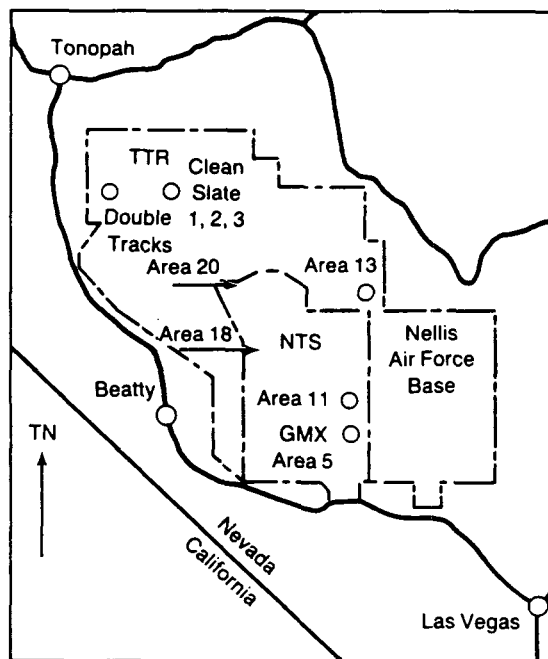 Tonopah
TTR
Clean
Slate
1, 2, 3
Double
Tracks
Area 20
Area 13
Area 18
NTS
Nellis
Air Force
Base
Beatty
Area 11
GMX
Area 5
TN
Nevada
California
Las Vegas